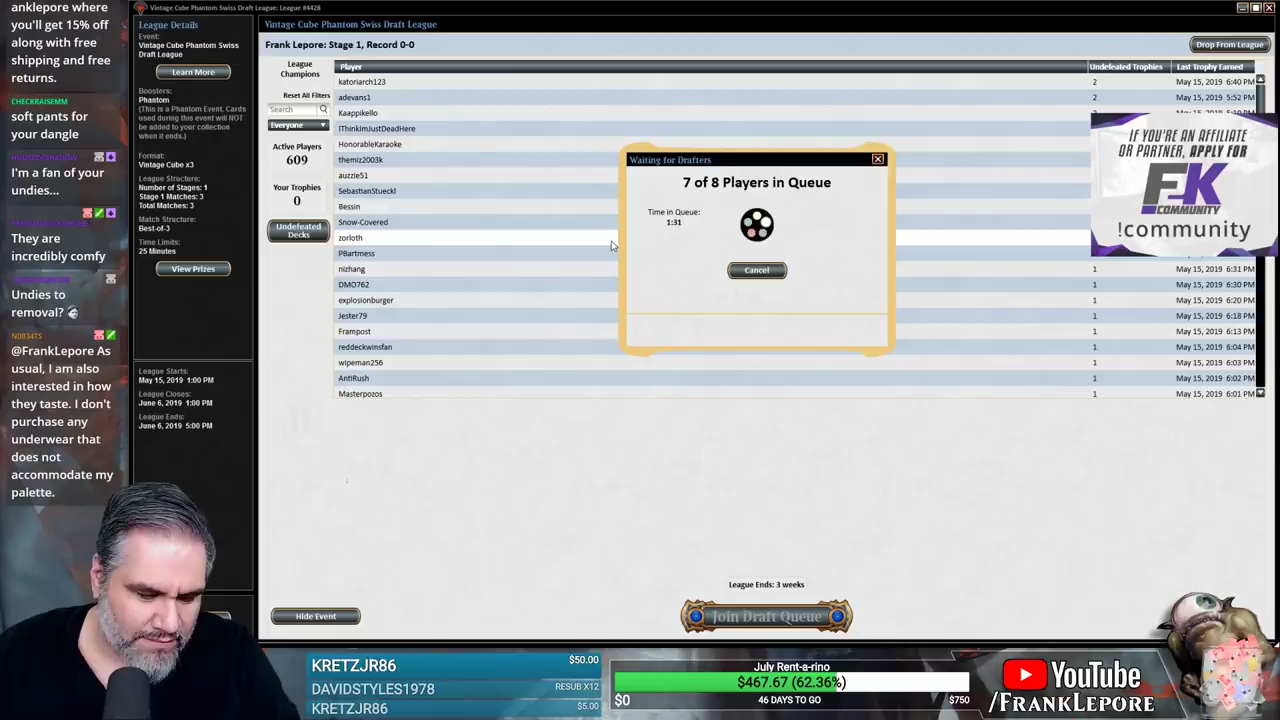 anklepore where
you'll get 15% off
along with free
shipping and free
returns.
CHECKRAISEMM
soft pants for
your dangle
I'm a fan of your
undies...
They are
incredibly comfy
Undies to
removal?
N0B34TS
@FrankLepore As
usual, I am also
interested in how
they taste. I don't
purchase any
underwear that
does not
accommodate my
palette.
Vintage Cube Phantom Swiss Draft League: League #4428
League Details
Event:
Vintage Cube Phantom Swiss
Draft League
Learn More
Boosters:
Phantom
(This is a Phantom Event. Cards
used during this event will NOT
be added to your collection
when it ends.)
Format:
Vintage Cube x3
League Structure:
Number of Stages: 1
Stage 1 Matches: 3
Total Matches: 3
Match Structure:
Best-of-3
Time Limits:
25 Minutes
View Prizes
League Starts:
May 15, 2019 1:00 PM
League Closes:
June 6, 2019 1:00 PM
League Ends:
June 6, 2019 5:00 PM
Vintage Cube Phantom Swiss Draft League
Frank Lepore: Stage 1, Record 0-0
Drop From League
League
Champions
Reset All Filters
Search
Everyone
Active Players
609
Your Trophies
0
Undefeated
Decks
Player Undefeated Trophies Last Trophy Earned
katoriarch123 2 May 15, 2019 6:40 PM
adevans1 2 May 15, 2019 5:52 PM
Kaappikello
IThinkImJustDeadHere
HonorableKaraoke
themiz2003k
auzzie51
SebastianStueckl
Bessin
Snow-Covered
zorloth
PBartmess
nizhang 1 May 15, 2019 6:31 PM
DMO762 1 May 15, 2019 6:30 PM
explosionburger 1 May 15, 2019 6:20 PM
Jester79 1 May 15, 2019 6:18 PM
Frampost 1 May 15, 2019 6:13 PM
reddeckwinsfan 1 May 15, 2019 6:04 PM
wipeman256 1 May 15, 2019 6:03 PM
AntiRush 1 May 15, 2019 6:02 PM
Masterpozos 1 May 15, 2019 6:01 PM
Waiting for Drafters
7 of 8 Players in Queue
Time in Queue:
1:31
Cancel
IF YOU'RE AN AFFILIATE
OR PARTNER, APPLY FOR
COMMUNITY
!community
League Ends: 3 weeks
Hide Event
Join Draft Queue
KRETZJR86 $50.00
DAVIDSTYLES1978 RESUB X12
KRETZJR86 $5.00
July Rent-a-rino
$467.67 (62.36%)
$0 46 DAYS TO GO $750
YouTube
/FRANKLEPORE